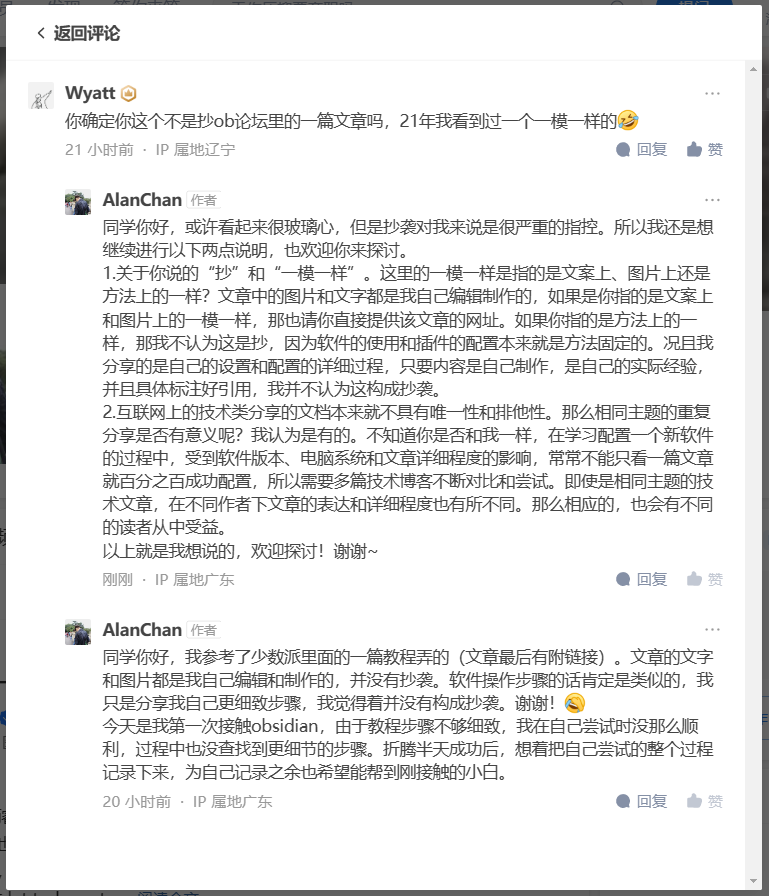 返回评论
Wyatt
你确定你这个不是抄ob论坛里的一篇文章吗，21年我看到过一个一模一样的🤣
21 小时前 · IP 属地辽宁
回复 赞
AlanChan 作者
同学你好，或许看起来很玻璃心，但是抄袭对我来说是很严重的指控。所以我还是想
继续进行以下两点说明，也欢迎你来探讨。
1.关于你说的“抄”和“一模一样”。这里的一模一样是指的是文案上、图片上还是
方法上的一样？文章中的图片和文字都是我自己编辑制作的，如果是你指的是文案上
和图片上的一模一样，那也请你直接提供该文章的网址。如果你指的是方法上的一
样，那我不认为这是抄，因为软件的使用和插件的配置本来就是方法固定的。况且我
分享的是自己的设置和配置的详细过程，只要内容是自己制作，是自己的实际经验，
并且具体标注好引用，我并不认为这构成抄袭。
2.互联网上的技术类分享的文档本来就不具有唯一性和排他性。那么相同主题的重复
分享是否有意义呢？我认为是有的。不知道你是否和我一样，在学习配置一个新软件
的过程中，受到软件版本、电脑系统和文章详细程度的影响，常常不能只看一篇文章
就百分之百成功配置，所以需要多篇技术博客不断对比和尝试。即使是相同主题的技
术文章，在不同作者下文章的表达和详细程度也有所不同。那么相应的，也会有不同
的读者从中受益。
以上就是我想说的，欢迎探讨！谢谢~
刚刚 · IP 属地广东
回复 赞
AlanChan 作者
同学你好，我参考了少数派里面的一篇教程弄的（文章最后有附链接）。文章的文字
和图片都是我自己编辑和制作的，并没有抄袭。软件操作步骤的话肯定是类似的，我
只是分享我自己更细致步骤，我觉得着并没有构成抄袭。谢谢！🤣
今天是我第一次接触obsidian，由于教程步骤不够细致，我在自己尝试时没那么顺
利，过程中也没查找到更细节的步骤。折腾半天成功后，想着把自己尝试的整个过程
记录下来，为自己记录之余也希望能帮到刚接触的小白。
20 小时前 · IP 属地广东
回复 赞